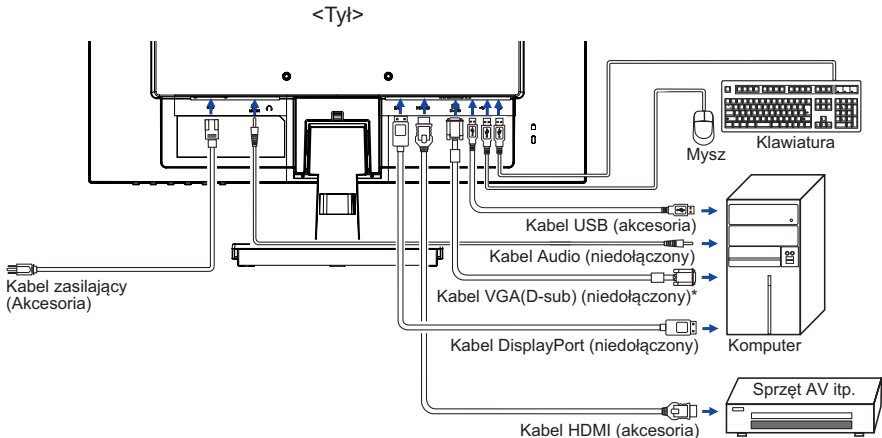 <Tył>
Klawiatura
Mysz
Kabel USB (akcesoria)
Kabel Audio (niedołączony)
Kabel zasilający
(Akcesoria)
Kabel VGA(D-sub) (niedołączony)*
Kabel DisplayPort (niedołączony)
Komputer
Sprzęt AV itp.
Kabel HDMI (akcesoria)